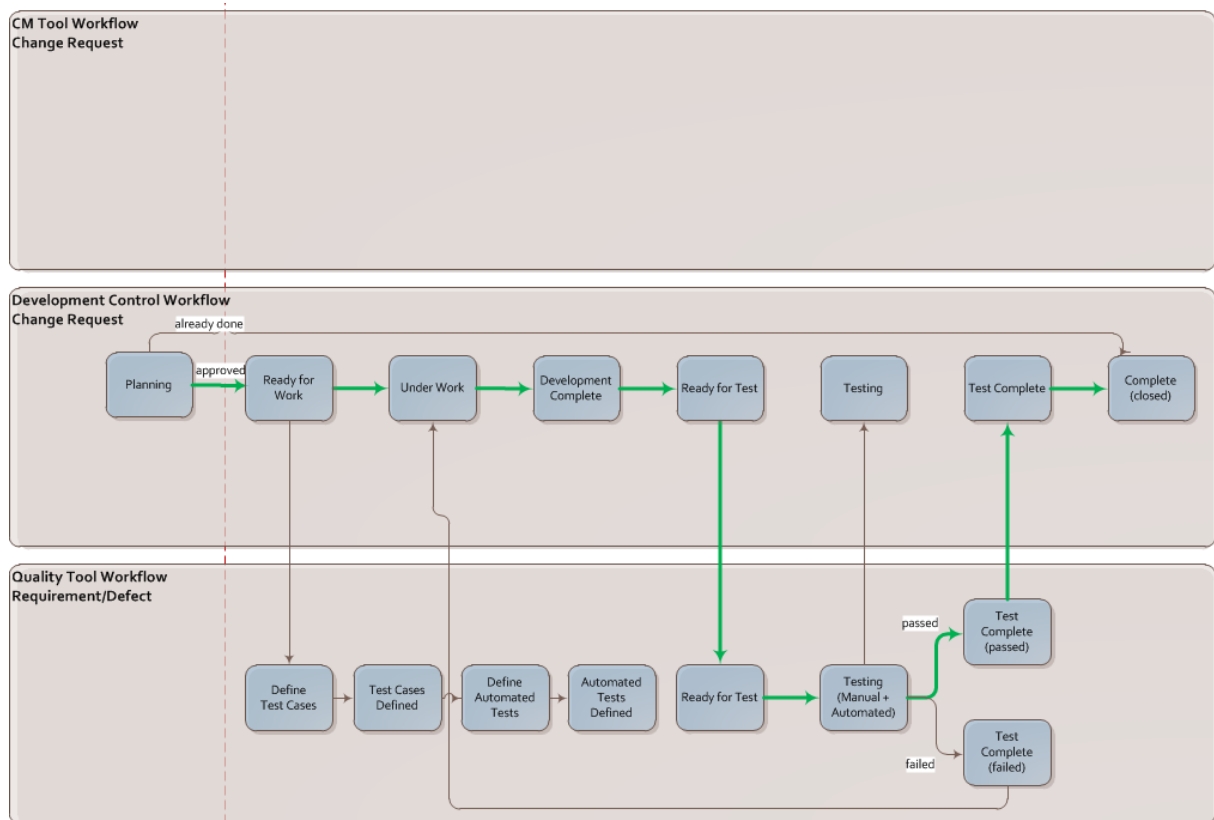 CM Tool Workflow
Change Request
Development Control Workflow
Change Request
already done
approved
Planning
Ready for
Work
Under Work
Development
Complete
Ready for Test
Testing
Test Complete
Complete
(closed)
Quality Tool Workflow
Requirement/Defect
Define
Test Cases
Test Cases
Defined
Define
Automated
Tests
Automated
Tests
Defined
Ready for Test
Testing
(Manual +
Automated)
passed
Test
Complete
(passed)
failed
Test
Complete
(failed)